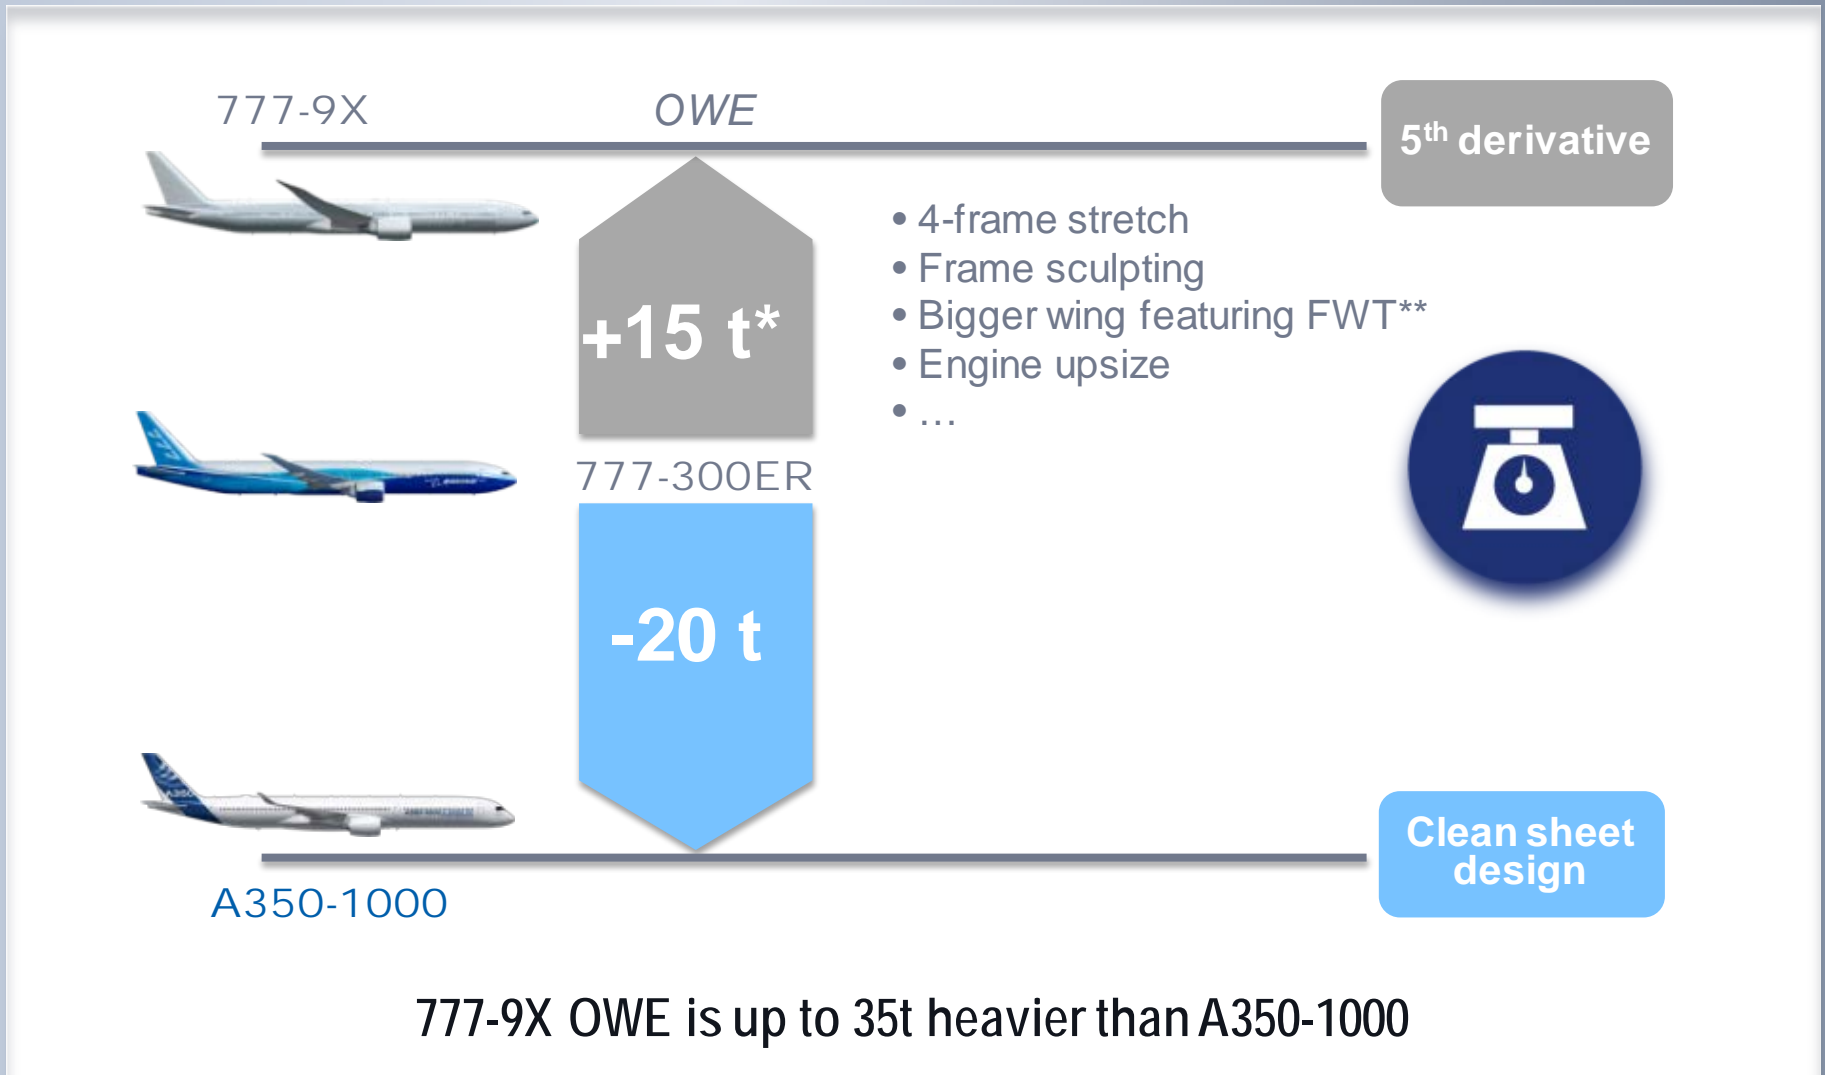 777-9X
OWE
5th derivative
• 4-frame stretch
• Frame sculpting
• Bigger wing featuring FWT**
• Engine upsize
• …
+15 t*
777-300ER
-20 t
A350
Clean sheet
design
A350-1000
777-9X OWE is up to 35t heavier than A350-1000